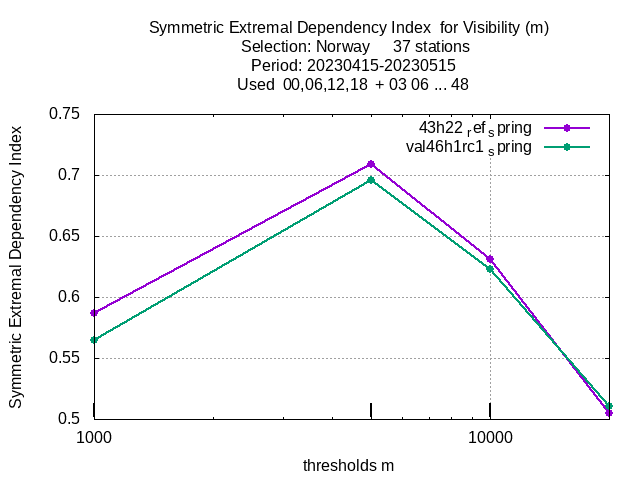 Symmetric Extremal Dependency Index  for Visibility (m)
Selection: Norway     37 stations
Period: 20230415-20230515
Used  00,06,12,18  + 03 06 ... 48
43h22 ref spring
val46h1rc1 spring
0.75
0.7
0.65
0.6
0.55
0.5
Symmetric Extremal Dependency Index
1000
10000
thresholds m